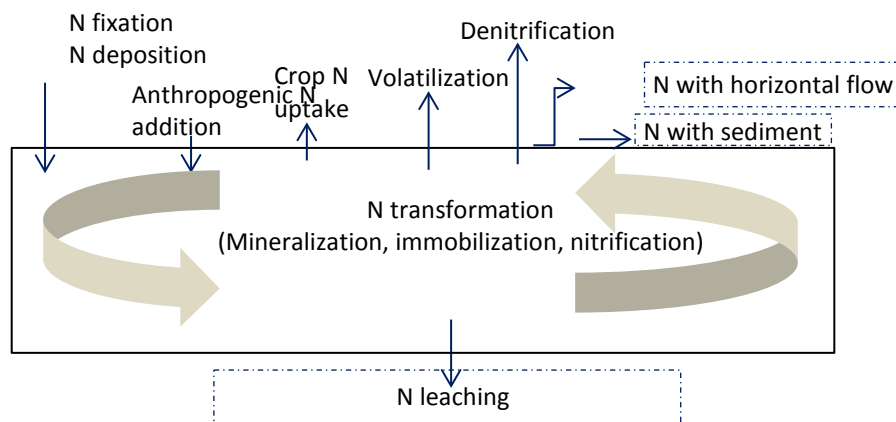 N fixation
N deposition
Denitrification
Crop N
uptake
Volatilization
N with horizontal flow
Anthropogenic N
addition
N with sediment
N transformation
(Mineralization, immobilization, nitrification)
N leaching